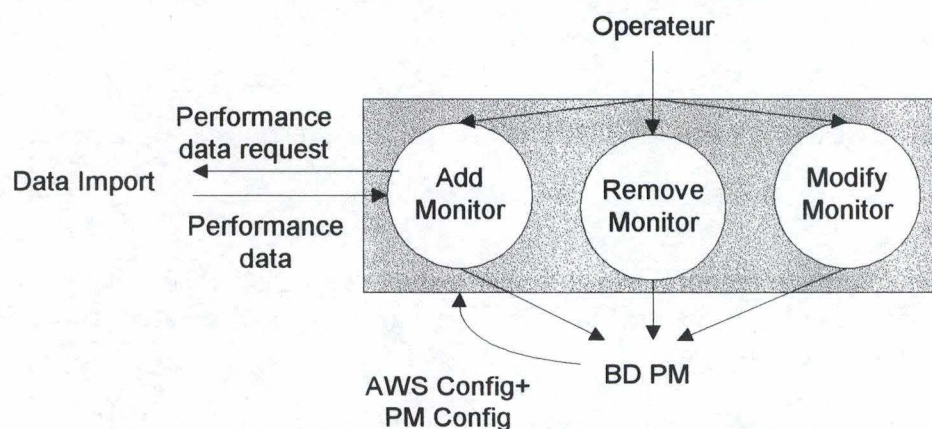 Operateur
Performance
data request
Data Import
Performance
data
Add
Monitor
Remove
Monitor
Modify
Monitor
BD PM
AWS Config+
PM Config